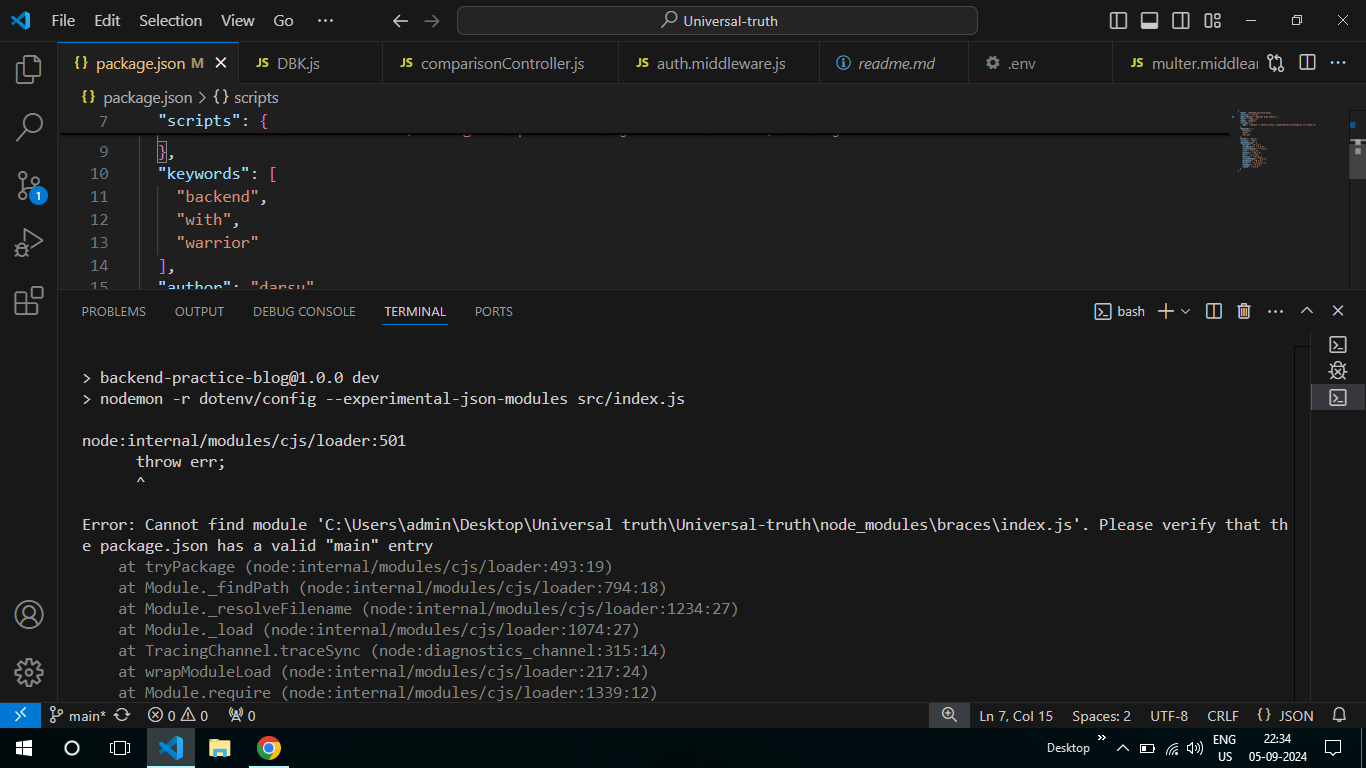 File Edit Selection View Go ··· Universal-truth
{} package.json M JS DBK.js JS comparisonController.js JS auth.middleware.js readme.md .env JS multer.middlear
{} package.json > {} scripts
7 "scripts": {
9 },
10 "keywords": [
11 "backend",
12 "with",
13 "warrior"
14 ],
15 "author": "darsu"
PROBLEMS OUTPUT DEBUG CONSOLE TERMINAL PORTS bash
> backend-practice-blog@1.0.0 dev
> nodemon -r dotenv/config --experimental-json-modules src/index.js
node:internal/modules/cjs/loader:501
throw err;
^
Error: Cannot find module 'C:\Users\admin\Desktop\Universal truth\Universal-truth\node_modules\braces\index.js'. Please verify that th
e package.json has a valid "main" entry
at tryPackage (node:internal/modules/cjs/loader:493:19)
at Module._findPath (node:internal/modules/cjs/loader:794:18)
at Module._resolveFilename (node:internal/modules/cjs/loader:1234:27)
at Module._load (node:internal/modules/cjs/loader:1074:27)
at TracingChannel.traceSync (node:diagnostics_channel:315:14)
at wrapModuleLoad (node:internal/modules/cjs/loader:217:24)
at Module.require (node:internal/modules/cjs/loader:1339:12)
1
main* 0 0 0 Ln 7, Col 15 Spaces: 2 UTF-8 CRLF {} JSON
Desktop ENG 22:34
US 05-09-2024